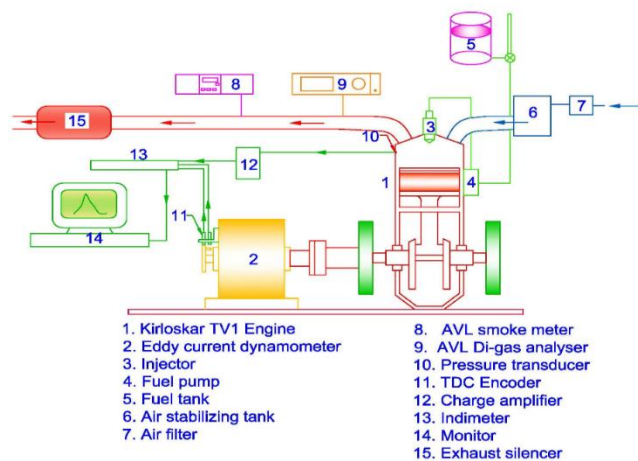 5
8
9
6
7
15
3
10
13
12
4
1
11
14
2
1. Kirloskar TV1 Engine
2. Eddy current dynamometer
3. Injector
4. Fuel pump
5. Fuel tank
6. Air stabilizing tank
7. Air filter
8. AVL smoke meter
9. AVL Di-gas analyser
10. Pressure transducer
11. TDC Encoder
12. Charge amplifier
13. Indimeter
14. Monitor
15. Exhaust silencer